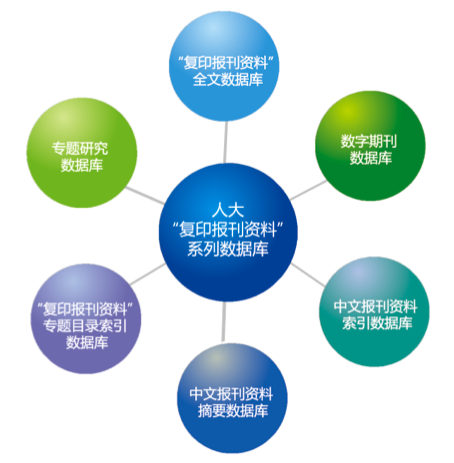 “复印报刊资料”
全文数据库
专题研究
数据库
数字期刊
数据库
人大
“复印报刊资料”
系列数据库
“复印报刊资料”
专题目录索引
数据库
中文报刊资料
索引数据库
中文报刊资料
摘要数据库